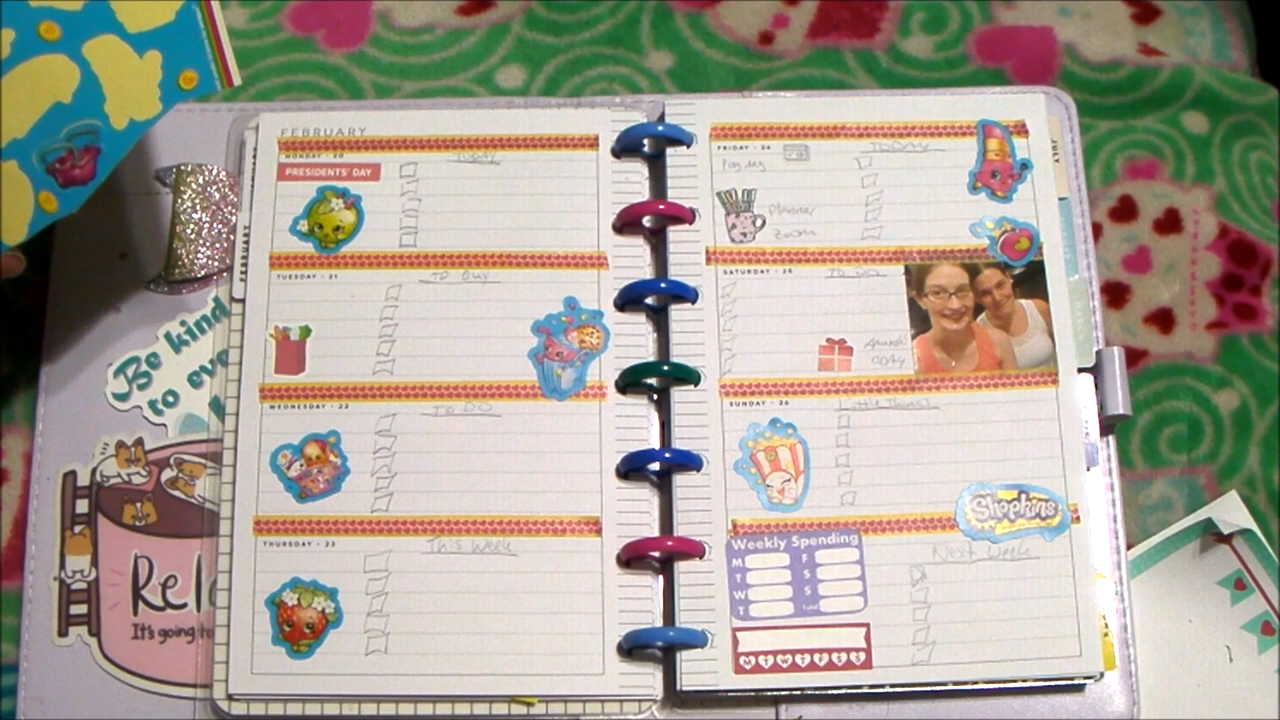 FEBRUARY
MONDAY · 20
TODAY
PRESIDENTS' DAY
TUESDAY · 21
To Buy
WEDNESDAY · 22
To DO
THURSDAY · 23
This Week
FRIDAY · 24
TODAY
Pay day
Planner
Zoom
SATURDAY · 25
To Do
SUNDAY · 26
Little Things
Shopkins
Weekly Spending
M F
T S
W S
T Total
M T W T F S S
Next Week
FEBRUARY
JULY
Be kind
to eve
Rel
It's going to